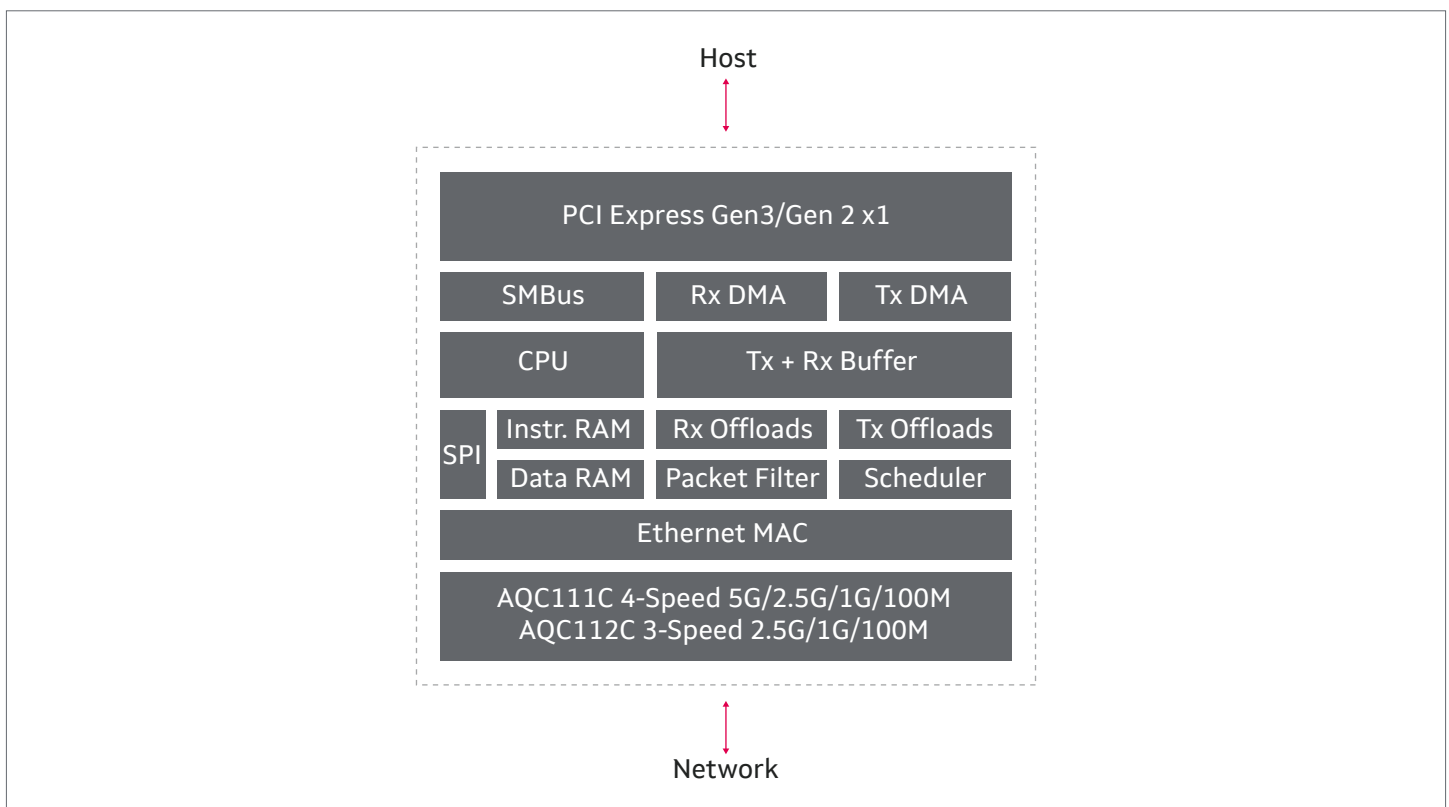 Host
PCI Express Gen3/Gen 2 x1
SMBus
Rx DMA
Tx DMA
CPU
Tx + Rx Buffer
SPI
Instr. RAM
Rx Offloads
Tx Offloads
Data RAM
Packet Filter
Scheduler
Ethernet MAC
AQC111C 4-Speed 5G/2.5G/1G/100M
AQC112C 3-Speed 2.5G/1G/100M
Network